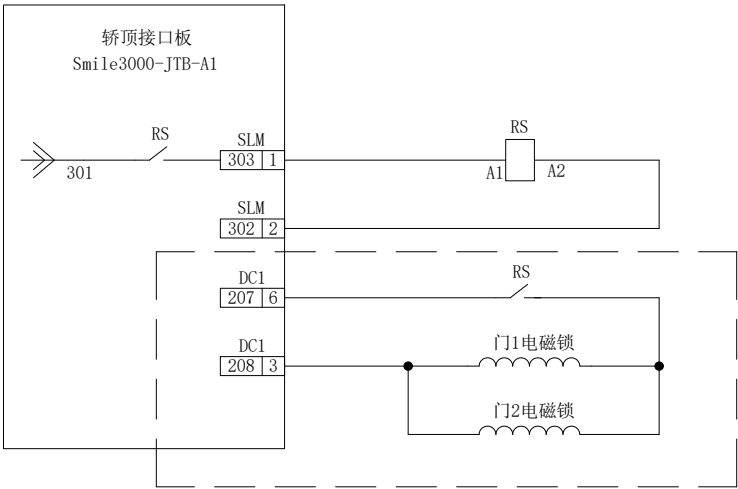 轿顶接口板
Smile3000-JTB-A1
RS
SLM
RS
303 1
301
A1
A2
SLM
302 2
DC1
RS
207 6
DC1
门1电磁锁
208 3
门2电磁锁